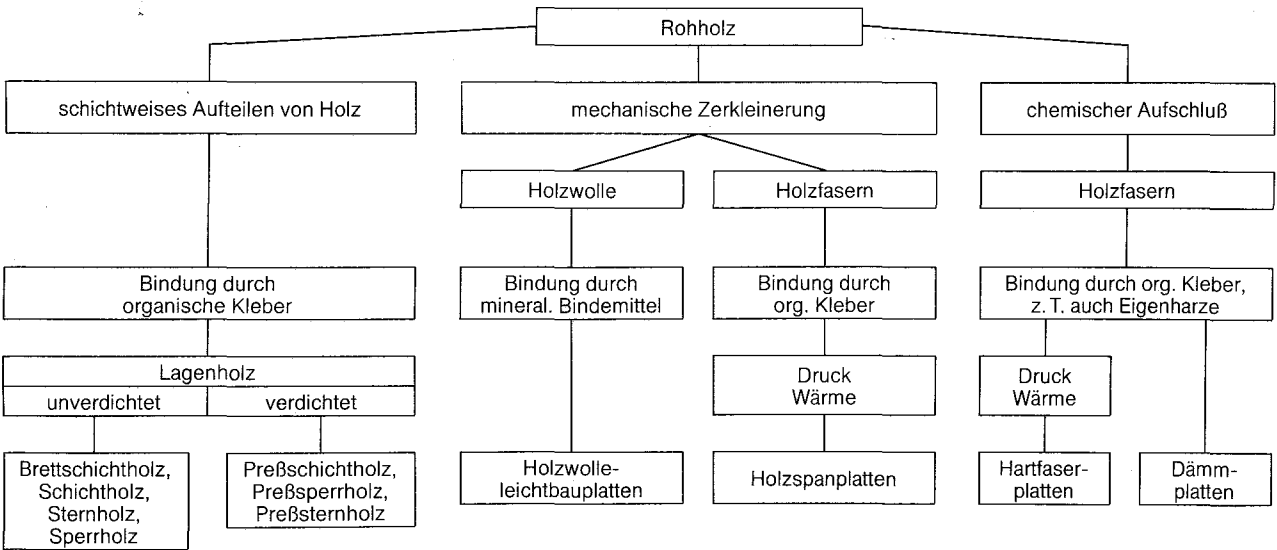 Rohholz
schichtweises Aufteilen von Holz
mechanische Zerkleinerung
chemischer Aufschluß
Holzwolle
Holzfasern
Holzfasern
Bindung durch
organische Kleber
Bindung durch
mineral. Bindemittel
Bindung durch
org. Kleber
Bindung durch org. Kleber,
z. T. auch Eigenharze
Lagenholz
unverdichtet
verdichtet
Druck
Wärme
Druck
Wärme
Brettschichtholz,
Schichtholz,
Sternholz,
Sperrholz
Preßschichtholz,
Preßsperrholz,
Preßsternholz
Holzwolle-
leichtbauplatten
Holzspanplatten
Hartfaser-
platten
Dämm-
platten